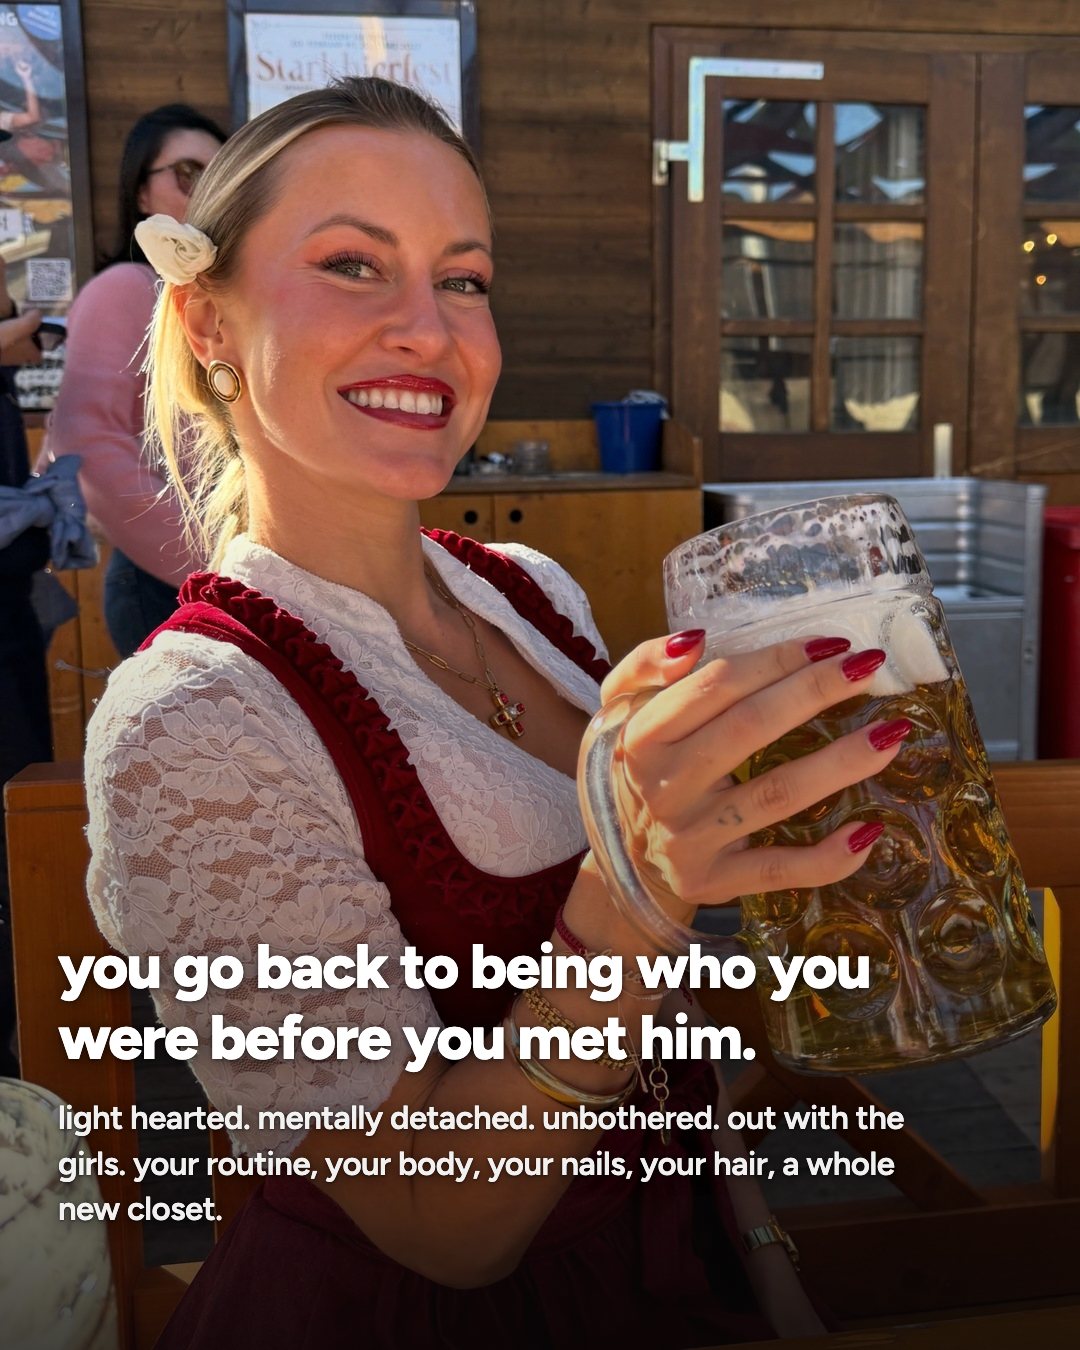 Starkbierfest
you go back to being who you
were before you met him.
light hearted. mentally detached. unbothered. out with the
girls. your routine, your body, your nails, your hair, a whole
new closet.